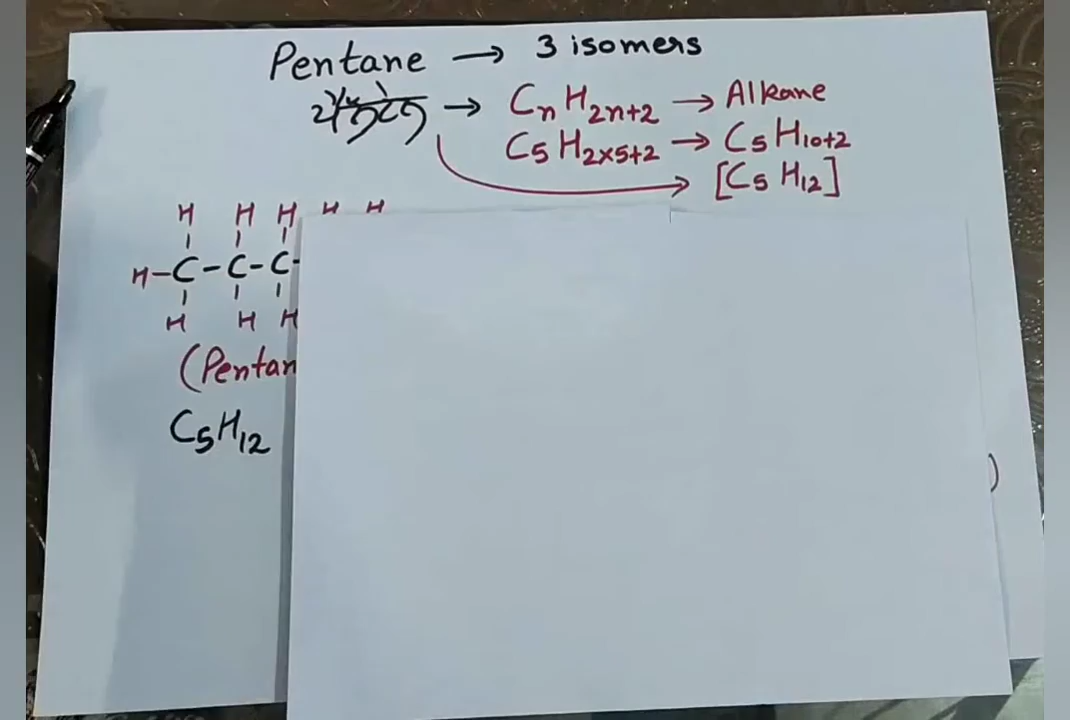 Pentane → 3 isomers
→ CnH2n+2 → Alkane
C5H2x5+2 → C5H10+2
[C5H12]
H H H H H
H-C-C-C-
H H H
(Pentan
C5H12
)